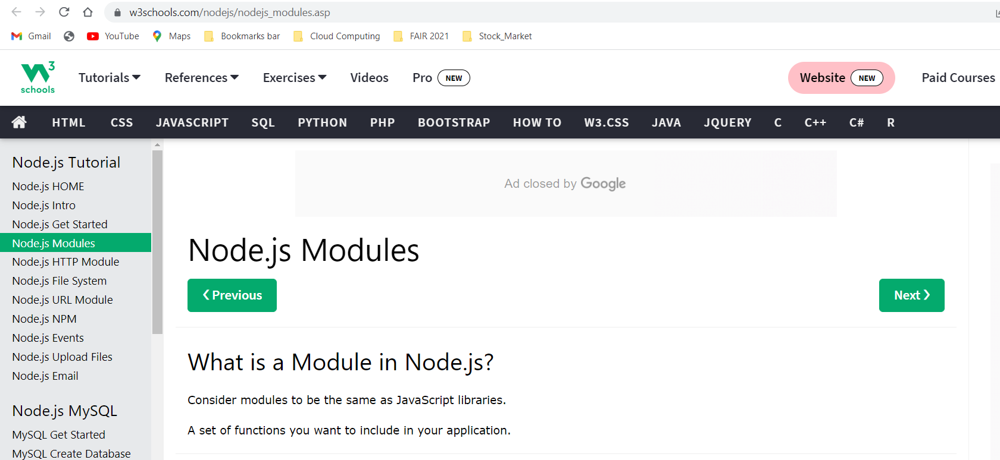 w3schools.com/nodejs/nodejs_modules.asp
Gmail YouTube Maps Bookmarks bar Cloud Computing FAIR 2021 Stock_Market
W3 schools Tutorials References Exercises Videos Pro NEW Website NEW Paid Courses
HTML CSS JAVASCRIPT SQL PYTHON PHP BOOTSTRAP HOW TO W3.CSS JAVA JQUERY C C++ C# R
Node.js Tutorial
Node.js HOME
Node.js Intro
Node.js Get Started
Node.js Modules
Node.js HTTP Module
Node.js File System
Node.js URL Module
Node.js NPM
Node.js Events
Node.js Upload Files
Node.js Email
Node.js MySQL
MySQL Get Started
MySQL Create Database
Ad closed by Google
Node.js Modules
❮ Previous Next ❯
What is a Module in Node.js?
Consider modules to be the same as JavaScript libraries.
A set of functions you want to include in your application.